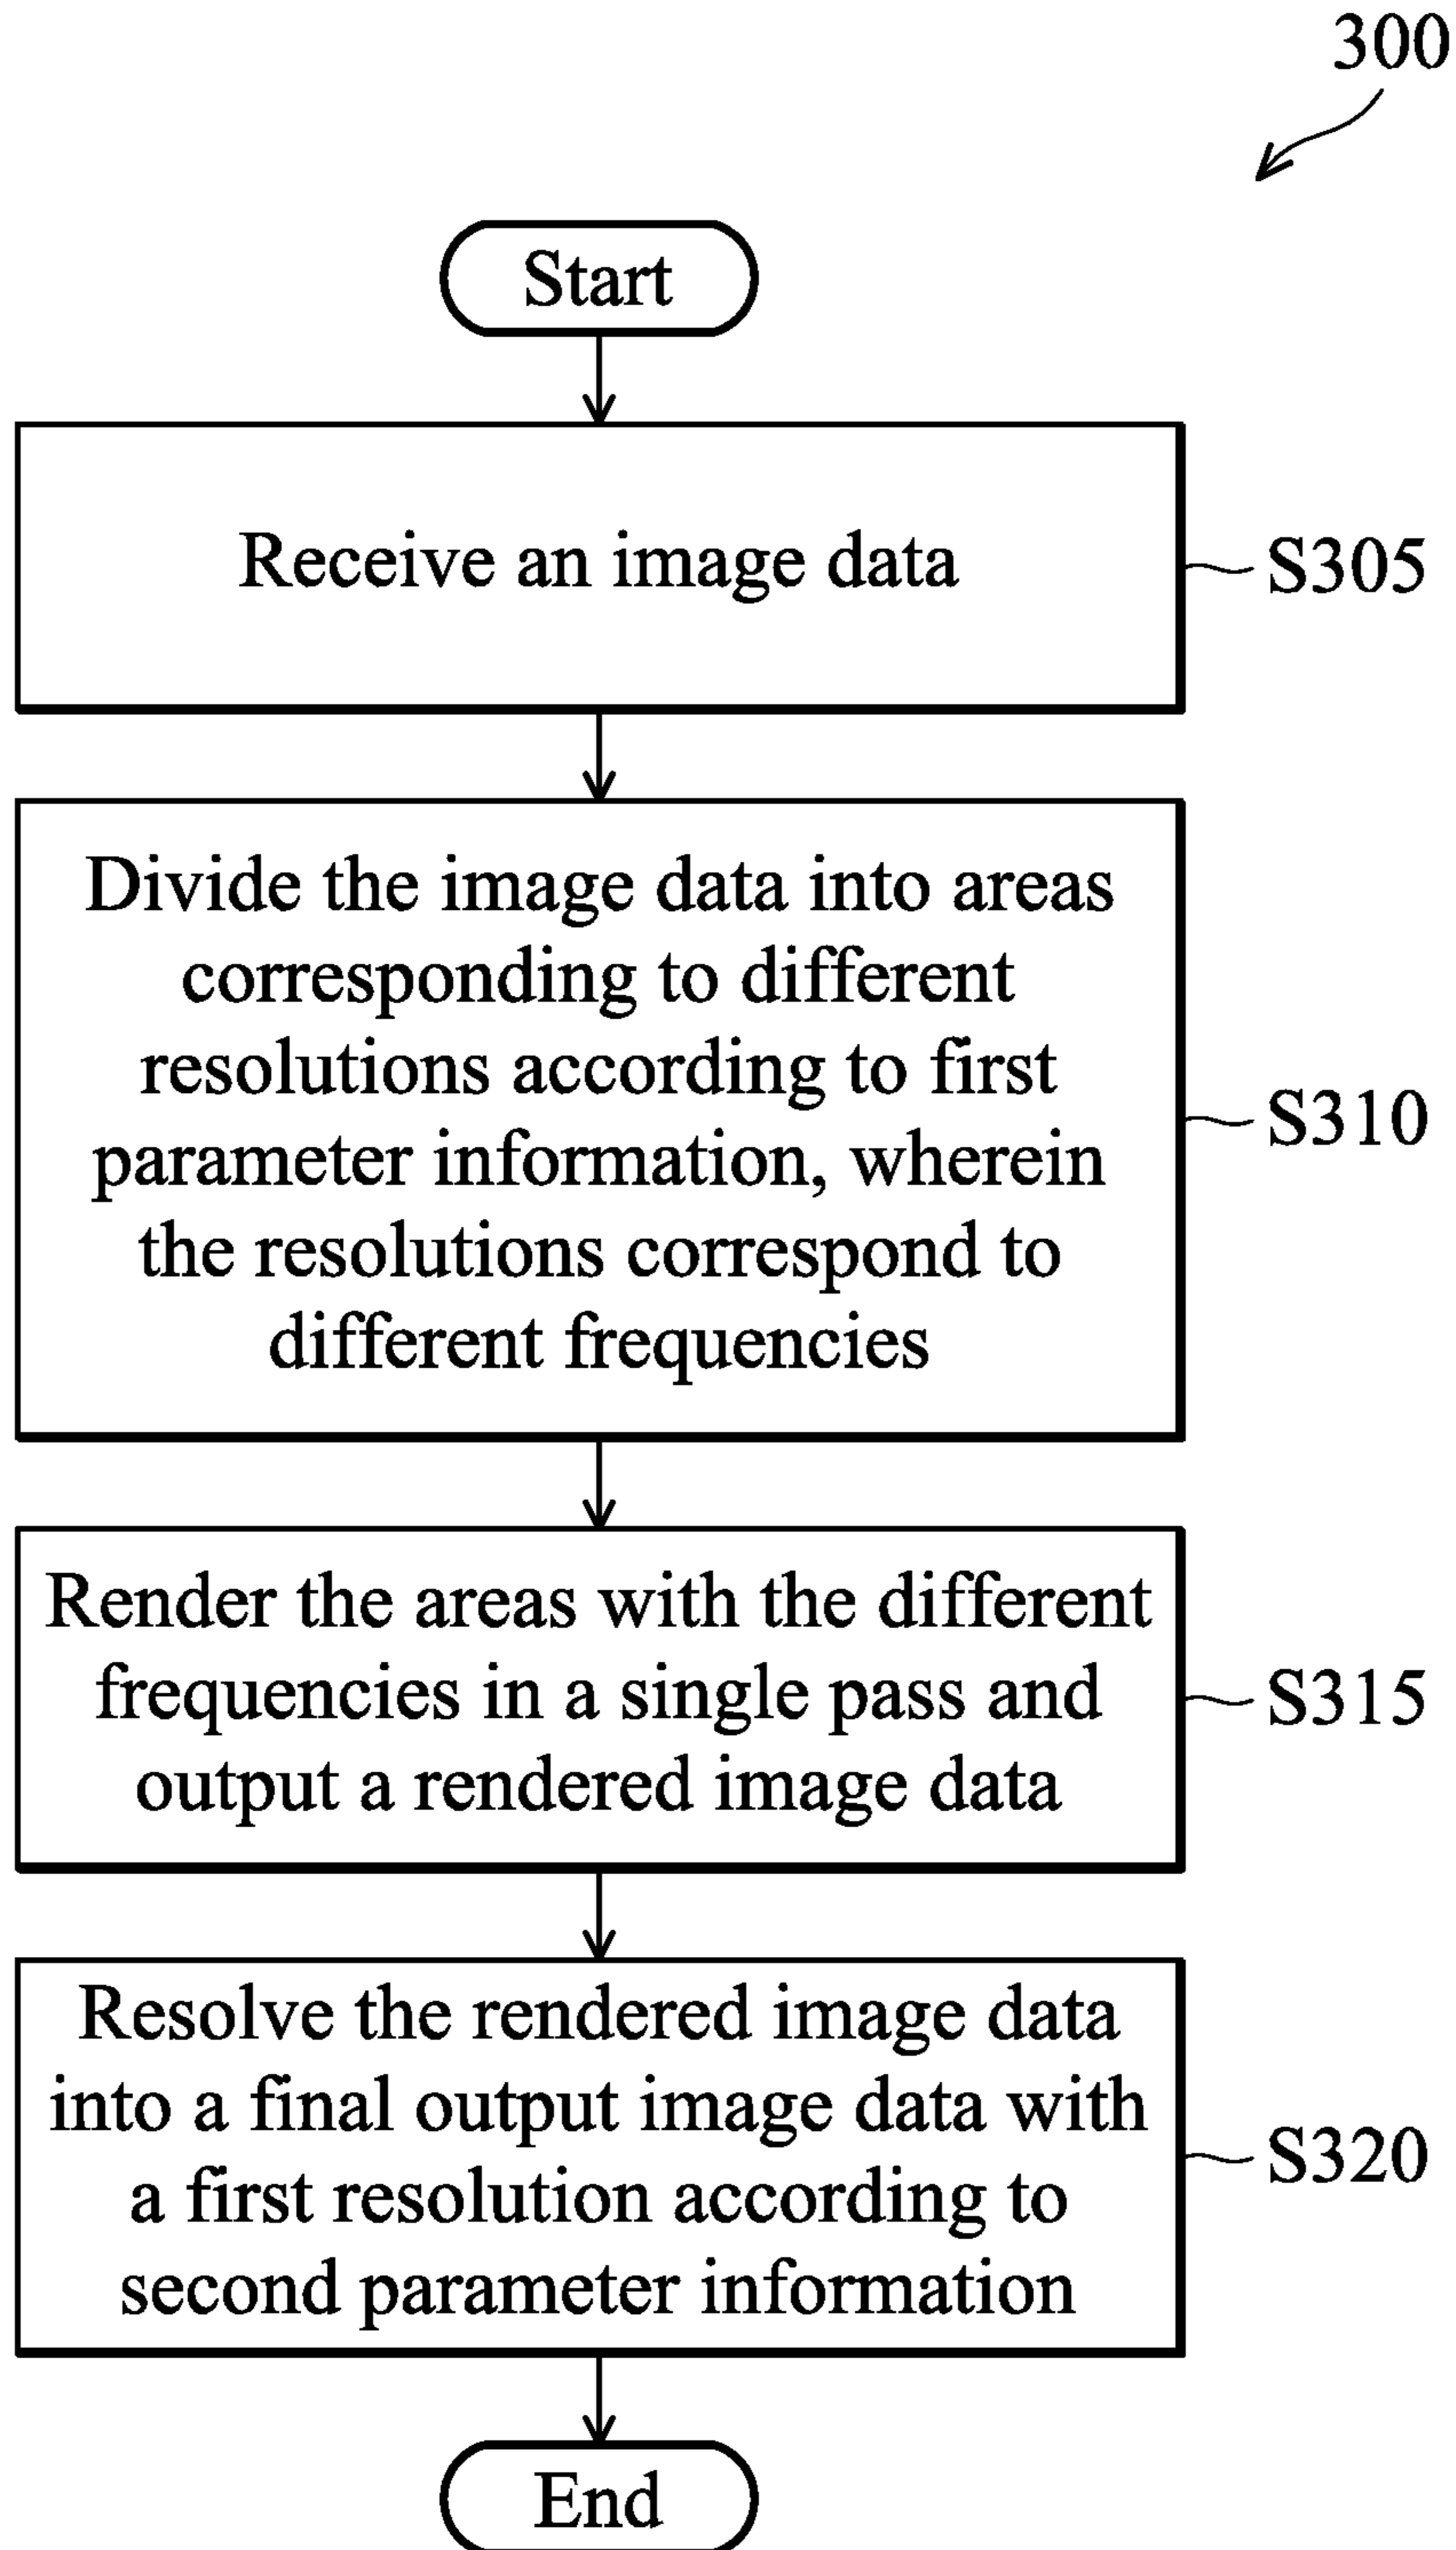 300
Start
Receive an image data
S305
Divide the image data into areas
corresponding to different
resolutions according to first
parameter information, wherein
the resolutions correspond to
different frequencies
S310
Render the areas with the different
frequencies in a single pass and
output a rendered image data
S315
Resolve the rendered image data
into a final output image data with
a first resolution according to
second parameter information
S320
End